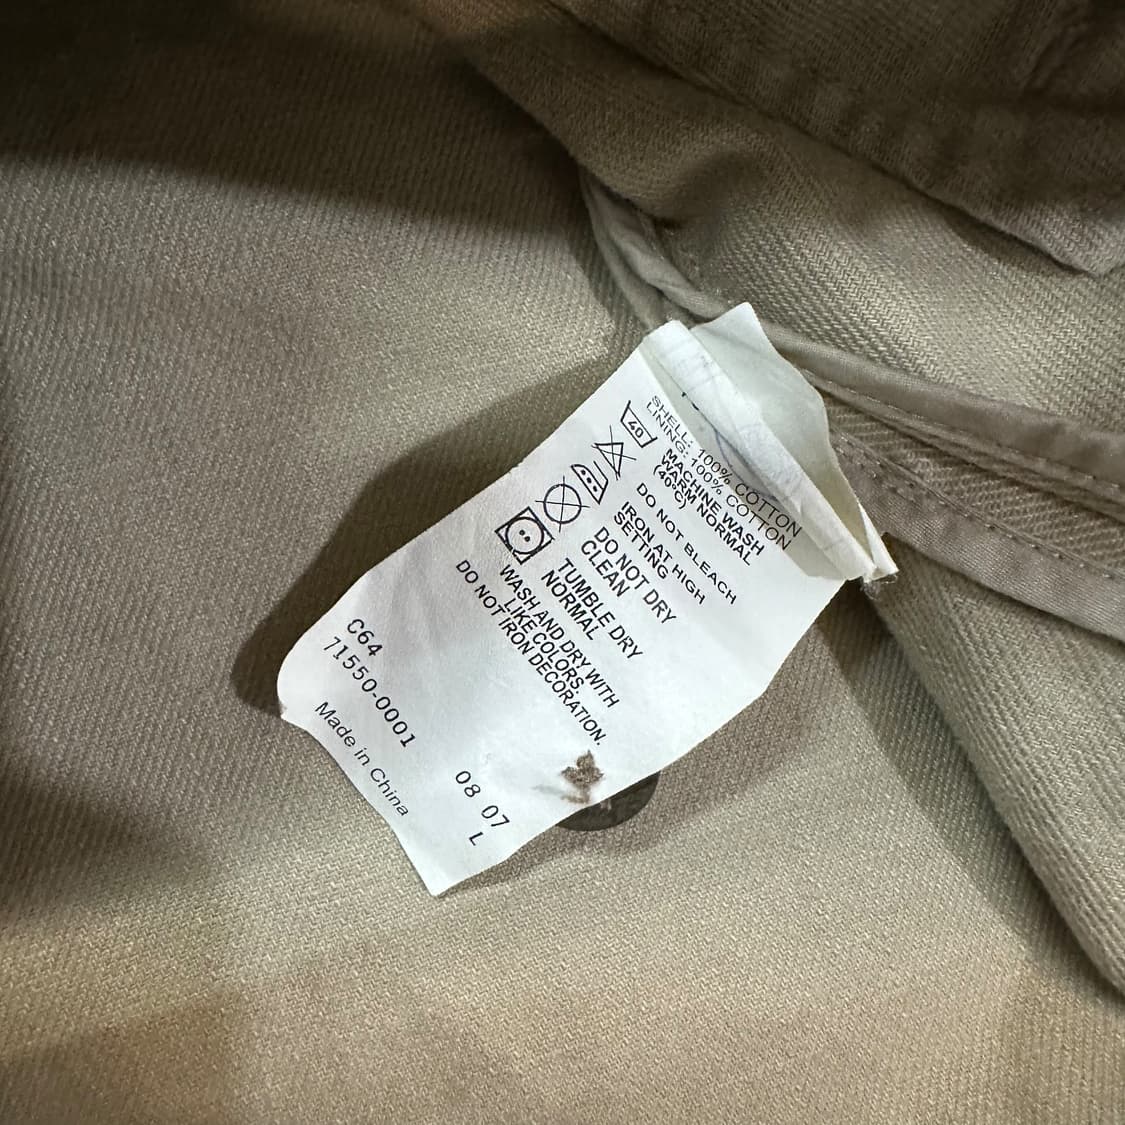 SHELL: 100% COTTON
LINING: 100% COTTON
40
MACHINE WASH
WARM NORMAL
(40°C)
DO NOT BLEACH
IRON AT HIGH
SETTING
DO NOT DRY
CLEAN
TUMBLE DRY
NORMAL
WASH AND DRY WITH
LIKE COLORS.
DO NOT IRON DECORATION.
C64
71550-0001
08 07
Made in China
L